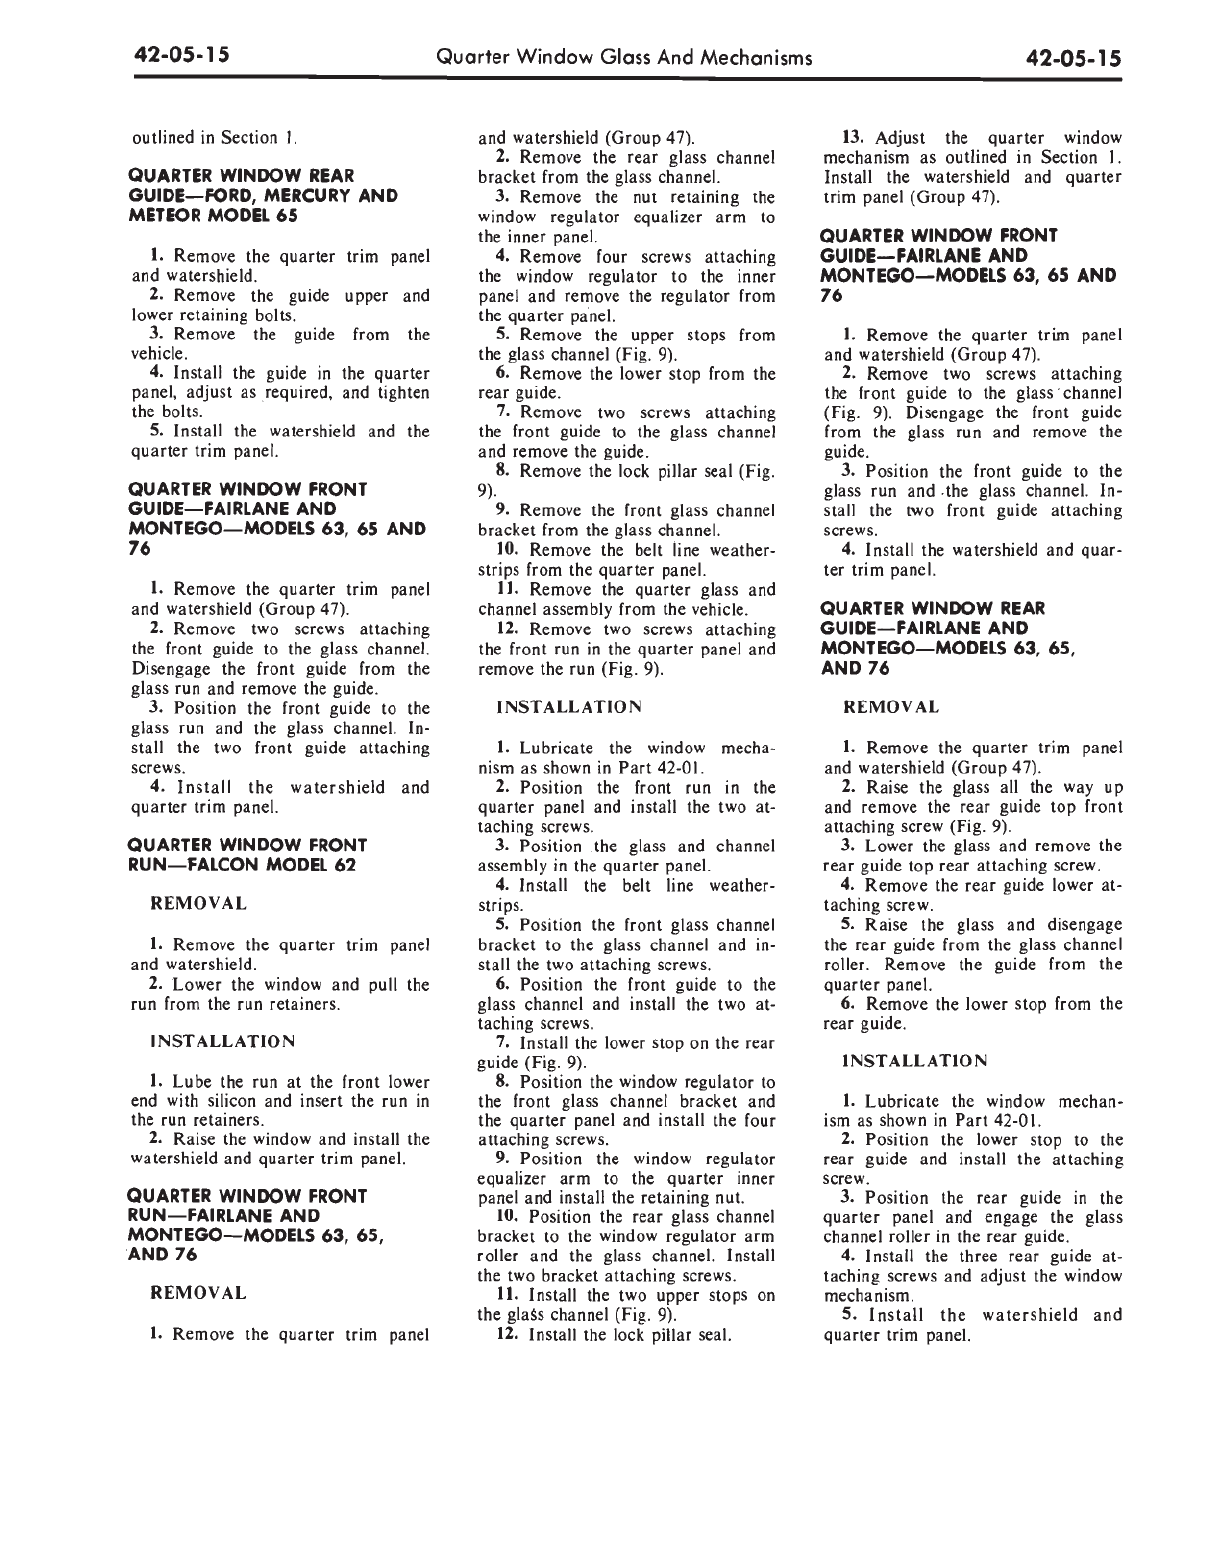 42-05-15 Quarter Window Glass And Mechanisms 42-05-15
outlined in Section 1.
QUARTER WINDOW REAR
GUIDE—FORD, MERCURY AND
METEOR MODEL 65
1. Remove the quarter trim panel
and watershield.
2. Remove the guide upper and
lower retaining bolts.
3. Remove the guide from the
vehicle.
4. Install the guide in the quarter
panel, adjust as required, and tighten
the bolts.
5. Install the watershield and the
quarter trim panel.
QUARTER WINDOW FRONT
GUIDE—FAIRLANE AND
MONTEGO—MODELS 63, 65 AND
76
1. Remove the quarter trim panel
and watershield (Group 47).
2. Remove two screws attaching
the front guide to the glass channel.
Disengage the front guide from the
glass run and remove the guide.
3. Position the front guide to the
glass run and the glass channel. In-
stall the two front guide attaching
screws.
4. Install the watershield and
quarter trim panel.
QUARTER WINDOW FRONT
RUN—FALCON MODEL 62
REMOVAL
1. Remove the quarter trim panel
and watershield.
2. Lower the window and pull the
run from the run retainers.
INSTALLATION
1. Lube the run at the front lower
end with silicon and insert the run in
the run retainers.
2. Raise the window and install the
watershield and quarter trim panel.
QUARTER WINDOW FRONT
RUN—FAIRLANE AND
MONTEGO—MODELS 63, 65,
AND 76
REMOVAL
1. Remove the quarter trim panel
and watershield (Group 47).
2. Remove the rear glass channel
bracket from the glass channel.
3. Remove the nut retaining the
window regulator equalizer arm to
the inner panel.
4. Remove four screws attaching
the window regulator to the inner
panel and remove the regulator from
the quarter panel.
5. Remove the upper stops from
the glass channel (Fig. 9).
6. Remove the lower stop from the
rear guide.
7. Remove two screws attaching
the front guide to the glass channel
and remove the guide.
8. Remove the lock pillar seal (Fig.
9).
9. Remove the front glass channel
bracket from the glass channel.
10. Remove the belt line weather-
strips from the quarter panel.
11. Remove the quarter glass and
channel assembly from the vehicle.
12. Remove two screws attaching
the front run in the quarter panel and
remove the run (Fig. 9).
INSTALLATION
1. Lubricate the window mecha-
nism as shown in Part 42-01.
2. Position the front run in the
quarter panel and install the two at-
taching screws.
3. Position the glass and channel
assembly in the quarter panel.
4. Install the belt line weather-
strips.
5. Position the front glass channel
bracket to the glass channel and in-
stall the two attaching screws.
6. Position the front guide to the
glass channel and install the two at-
taching screws.
7. Install the lower stop on the rear
guide (Fig. 9).
8. Position the window regulator to
the front glass channel bracket and
the quarter panel and install the four
attaching screws.
9. Position the window regulator
equalizer arm to the quarter inner
panel and install the retaining nut.
10. Position the rear glass channel
bracket to the window regulator arm
roller and the glass channel. Install
the two bracket attaching screws.
11. Install the two upper stops on
the glass channel (Fig. 9).
12. Install the lock pillar seal.
13. Adjust the quarter window
mechanism as outlined in Section 1.
Install the watershield and quarter
trim panel (Group 47).
QUARTER WINDOW FRONT
GUIDE—FAIRLANE AND
MONTEGO—MODELS 63, 65 AND
76
1. Remove the quarter trim panel
and watershield (Group 47).
2. Remove two screws attaching
the front guide to the glass channel
(Fig. 9). Disengage the front guide
from the glass run and remove the
guide.
3. Position the front guide to the
glass run and the glass channel. In-
stall the two front guide attaching
screws.
4. Install the watershield and quar-
ter trim panel.
QUARTER WINDOW REAR
GUIDE—FAIRLANE AND
MONTEGO—MODELS 63, 65,
AND 76
REMOVAL
1. Remove the quarter trim panel
and watershield (Group 47).
2. Raise the glass all the way up
and remove the rear guide top front
attaching screw (Fig. 9).
3. Lower the glass and remove the
rear guide top rear attaching screw.
4. Remove the rear guide lower at-
taching screw.
5. Raise the glass and disengage
the rear guide from the glass channel
roller. Remove the guide from the
quarter panel.
6. Remove the lower stop from the
rear guide.
INSTALLATION
1. Lubricate the window mechan-
ism as shown in Part 42-01.
2. Position the lower stop to the
rear guide and install the attaching
screw.
3. Position the rear guide in the
quarter panel and engage the glass
channel roller in the rear guide.
4. Install the three rear guide at-
taching screws and adjust the window
mechanism.
5. Install the watershield and
quarter trim panel.